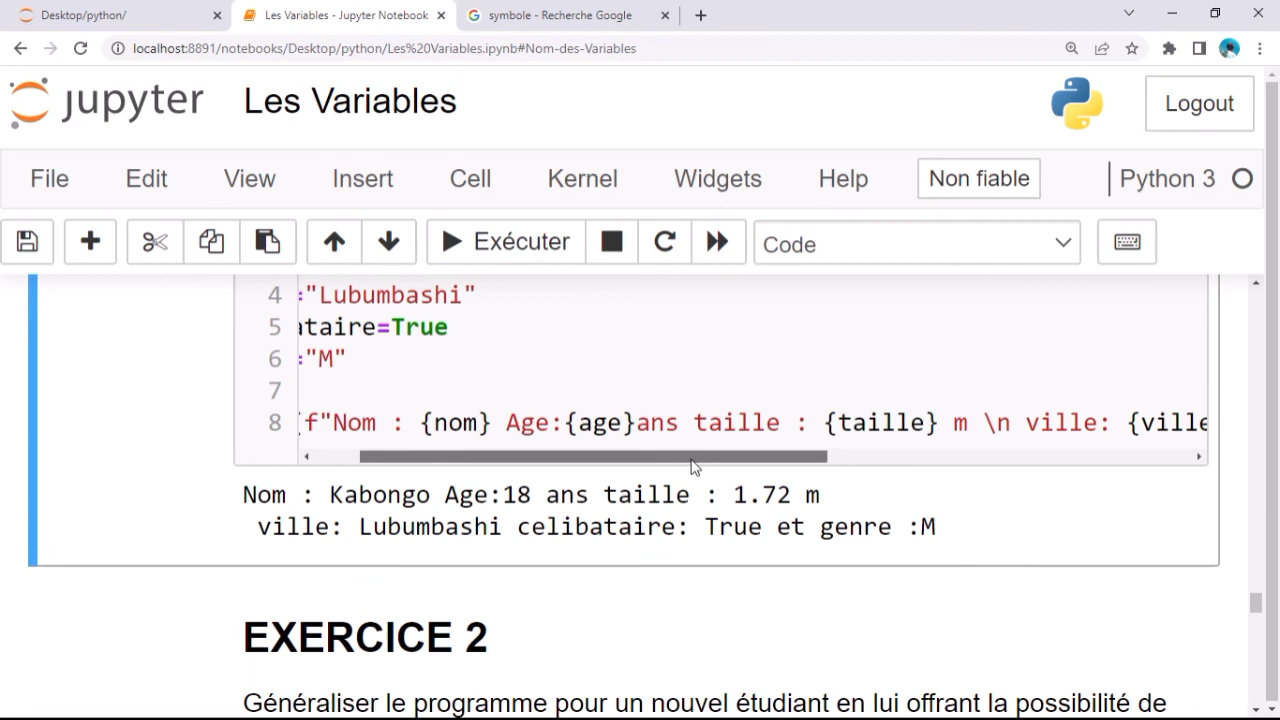 Desktop/python/
Les Variables - Jupyter Notebook
symbole - Recherche Google
localhost:8891/notebooks/Desktop/python/Les%20Variables.ipynb#Nom-des-Variables
jupyter
Les Variables
Logout
File
Edit
View
Insert
Cell
Kernel
Widgets
Help
Non fiable
Python 3
Exécuter
Code
4 ="Lubumbashi"
5 ataire=True
6 ="M"
7
8 (f"Nom : {nom} Age:{age}ans taille : {taille} m \n ville: {ville
Nom : Kabongo Age:18 ans taille : 1.72 m
ville: Lubumbashi celibataire: True et genre :M
EXERCICE 2
Généraliser le programme pour un nouvel étudiant en lui offrant la possibilité de